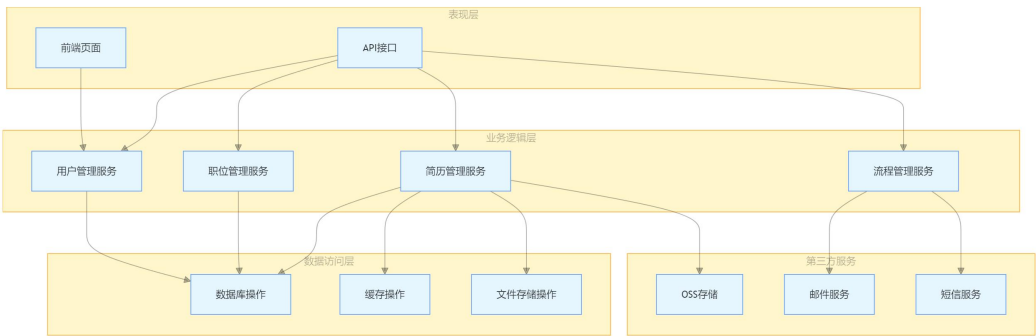 表现层
前端页面
API接口
业务逻辑层
用户管理服务
职位管理服务
简历管理服务
流程管理服务
数据访问层
第三方服务
数据库操作
缓存操作
文件存储操作
OSS存储
邮件服务
短信服务